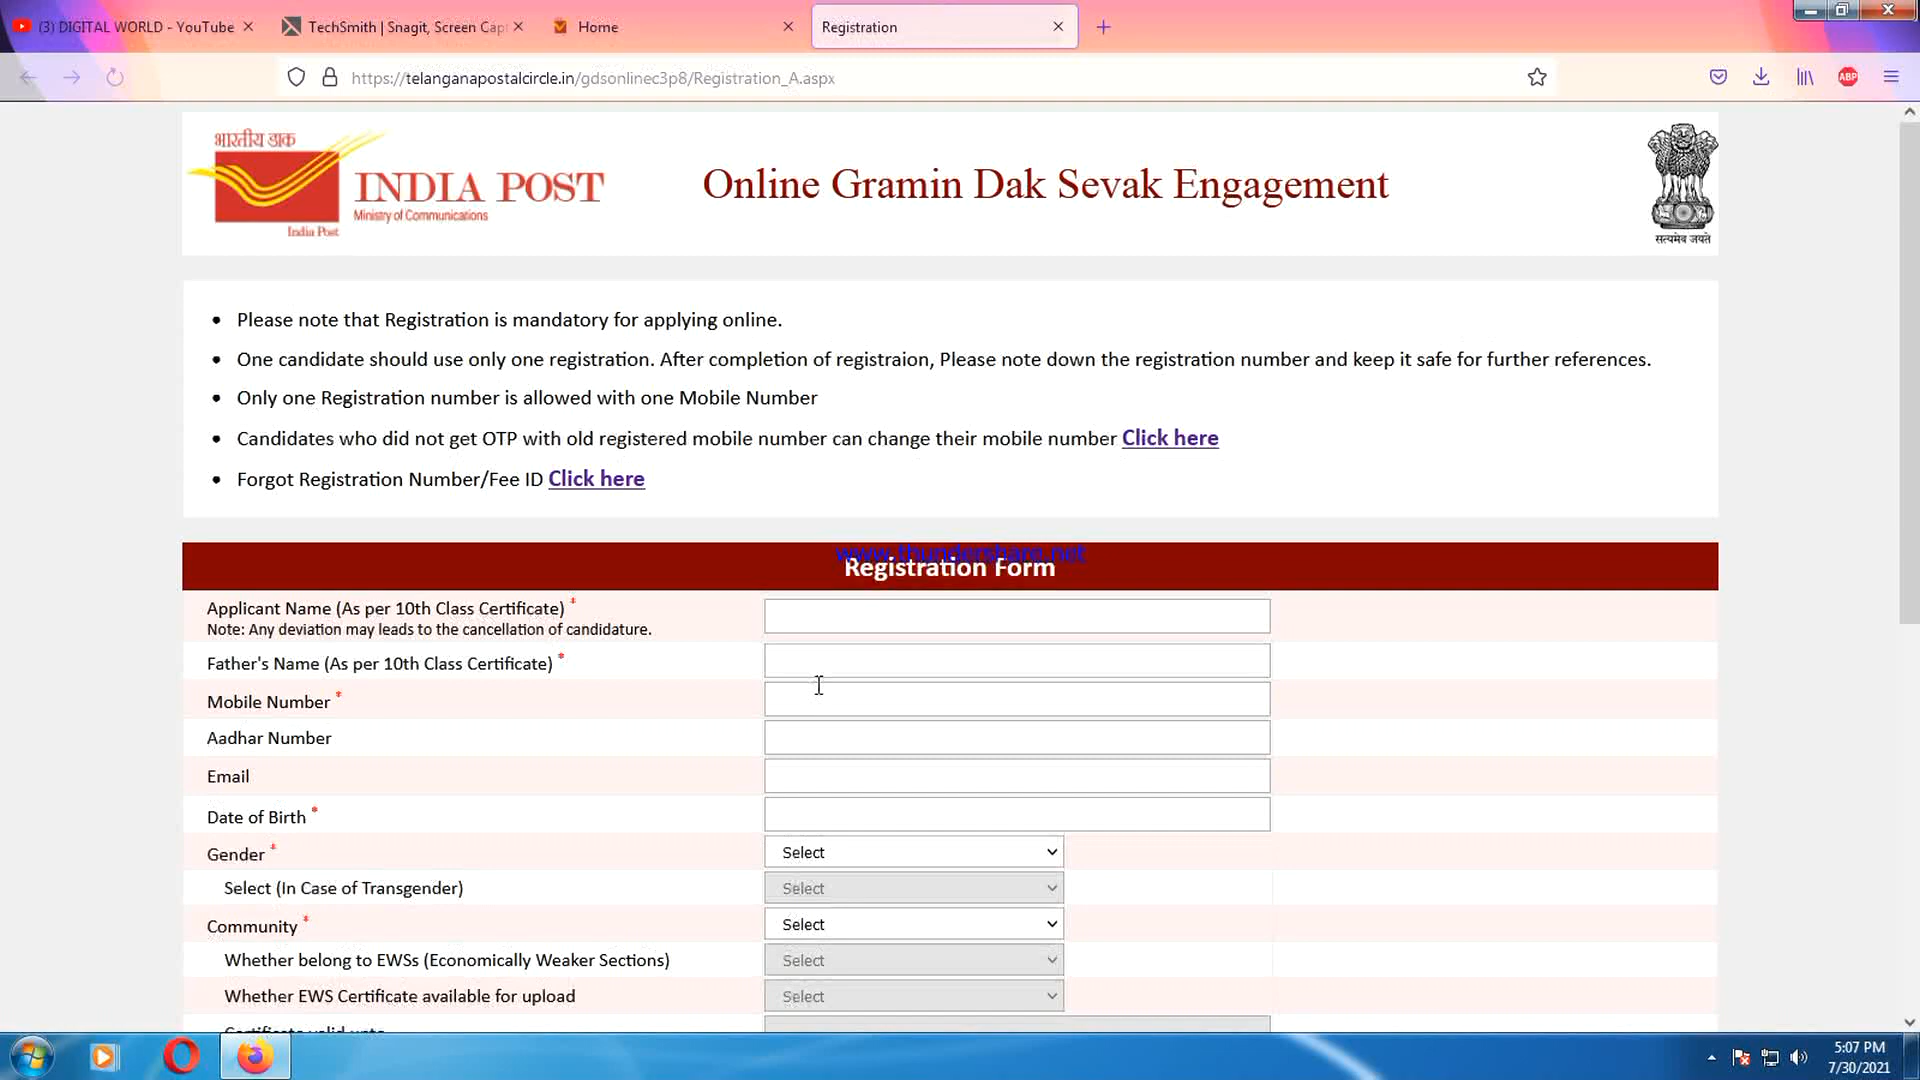 (3) DIGITAL WORLD - YouTube
TechSmith | Snagit, Screen Cap
Home
Registration
https://telanganapostalcircle.in/gdsonlinec3p8/Registration_A.aspx
ABP
भारतीय डाक
INDIA POST
Ministry of Communications
India Post
Online Gramin Dak Sevak Engagement
सत्यमेव जयते
Please note that Registration is mandatory for applying online.
One candidate should use only one registration. After completion of registraion, Please note down the registration number and keep it safe for further references.
Only one Registration number is allowed with one Mobile Number
Candidates who did not get OTP with old registered mobile number can change their mobile number Click here
Forgot Registration Number/Fee ID Click here
www.thundershare.net
Registration Form
Applicant Name (As per 10th Class Certificate) *
Note: Any deviation may leads to the cancellation of candidature.
Father's Name (As per 10th Class Certificate) *
Mobile Number *
Aadhar Number
Email
Date of Birth *
Gender * Select
Select (In Case of Transgender) Select
Community * Select
Whether belong to EWSs (Economically Weaker Sections) Select
Whether EWS Certificate available for upload Select
Certificate valid upto
5:07 PM
7/30/2021